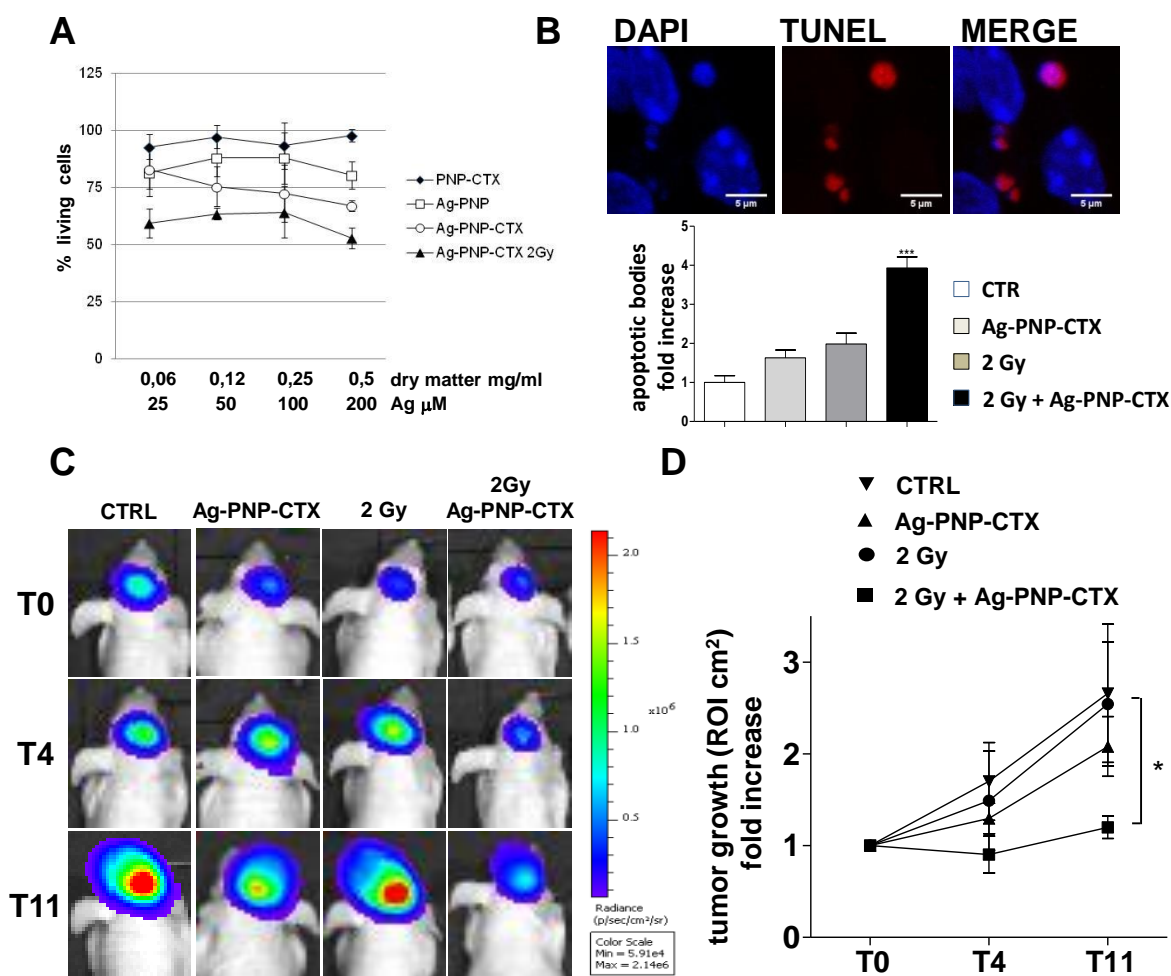 A
125
100
75
50
25
0
% living cells
0,06 0,12 0,25 0,5 dry matter mg/ml
25 50 100 200 Ag µM
PNP-CTX
Ag-PNP
Ag-PNP-CTX
Ag-PNP-CTX 2Gy
B
DAPI TUNEL MERGE
5 µm 5 µm 5 µm
apoptotic bodies
fold increase
5
4
3
2
1
0
***
CTR
Ag-PNP-CTX
2 Gy
2 Gy + Ag-PNP-CTX
C
CTRL Ag-PNP-CTX 2 Gy 2Gy
Ag-PNP-CTX
T0
T4
T11
2.0
1.5
x10⁶
1.0
0.5
Radiance
(p/sec/cm²/sr)
Color Scale
Min = 5.91e4
Max = 2.14e6
D
CTRL
Ag-PNP-CTX
2 Gy
2 Gy + Ag-PNP-CTX
tumor growth (ROI cm²)
fold increase
3
2
1
0
*
T0 T4 T11